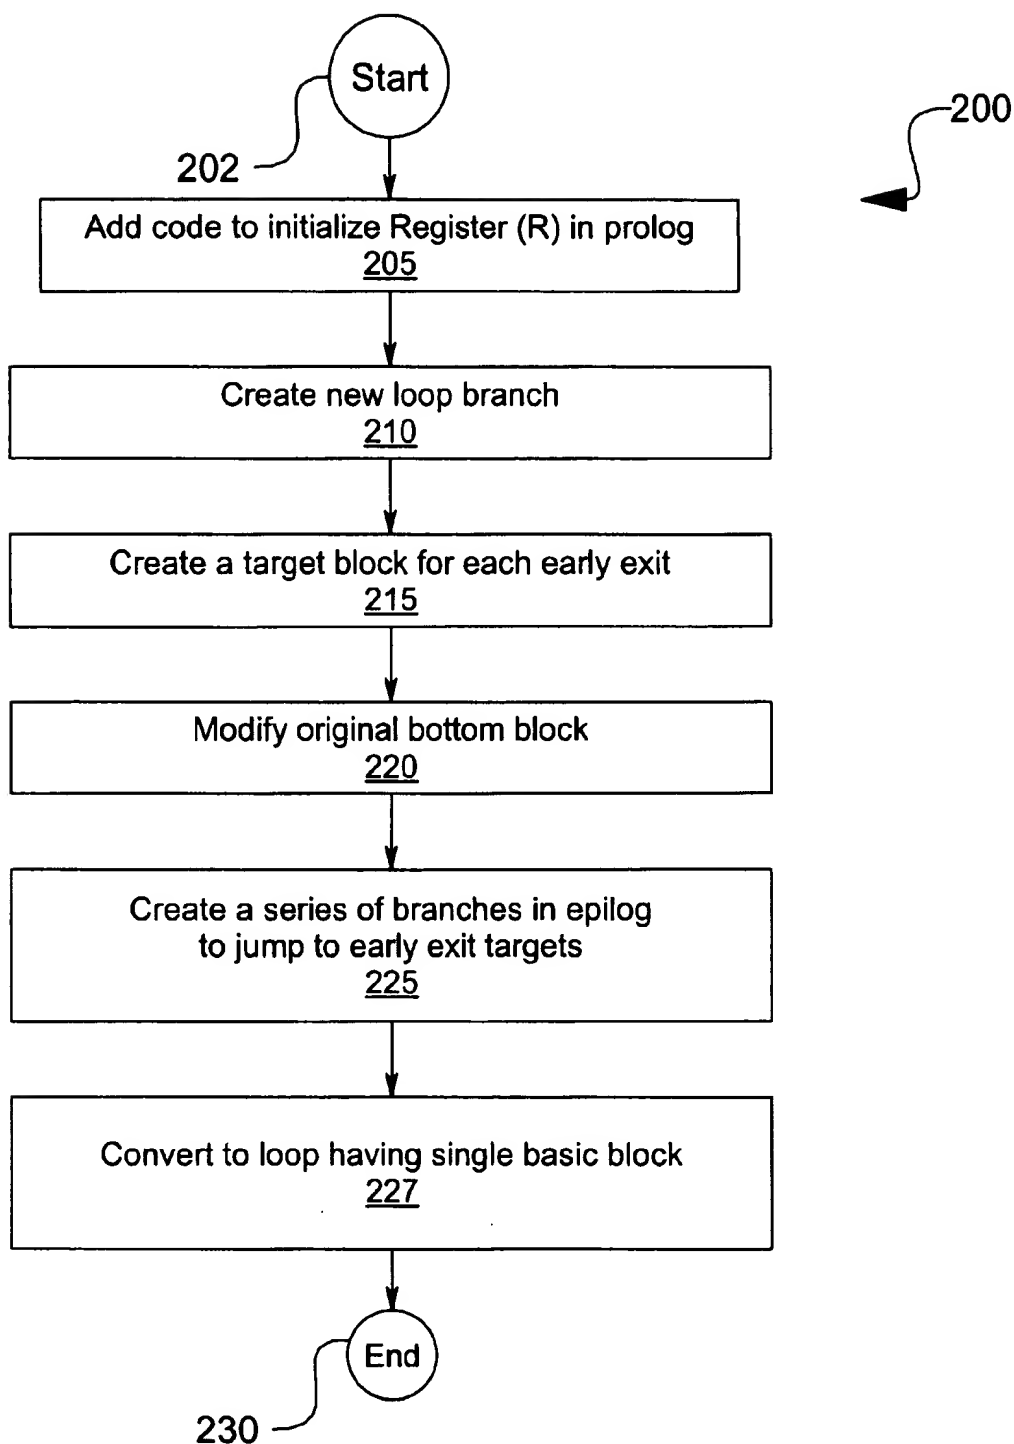 Start
200
202
Add code to initialize Register (R) in prolog
205
Create new loop branch
210
Create a target block for each early exit
215
Modify original bottom block
220
Create a series of branches in epilog
to jump to early exit targets
225
Convert to loop having single basic block
227
End
230